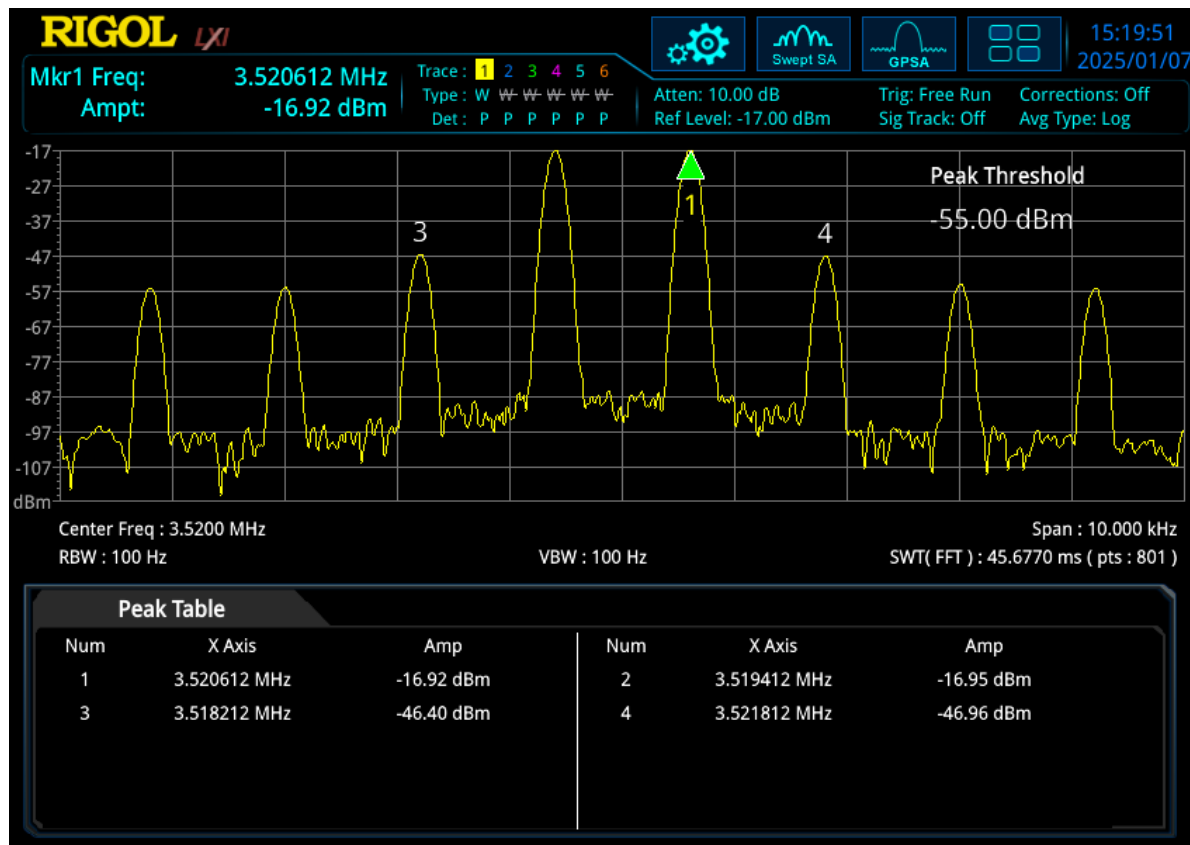 RIGOL LXI
Swept SA
GPSA
15:19:51
2025/01/07
Mkr1 Freq: 3.520612 MHz
Ampt: -16.92 dBm
Trace : 1 2 3 4 5 6
Type : W W W W W W
Det : P P P P P P
Atten: 10.00 dB
Ref Level: -17.00 dBm
Trig: Free Run
Sig Track: Off
Corrections: Off
Avg Type: Log
-17
-27
-37
-47
-57
-67
-77
-87
-97
-107
dBm
Peak Threshold
-55.00 dBm
3
1
4
Center Freq : 3.5200 MHz
Span : 10.000 kHz
RBW : 100 Hz
VBW : 100 Hz
SWT( FFT ) : 45.6770 ms ( pts : 801 )
Peak Table
Num X Axis Amp Num X Axis Amp
1 3.520612 MHz -16.92 dBm 2 3.519412 MHz -16.95 dBm
3 3.518212 MHz -46.40 dBm 4 3.521812 MHz -46.96 dBm